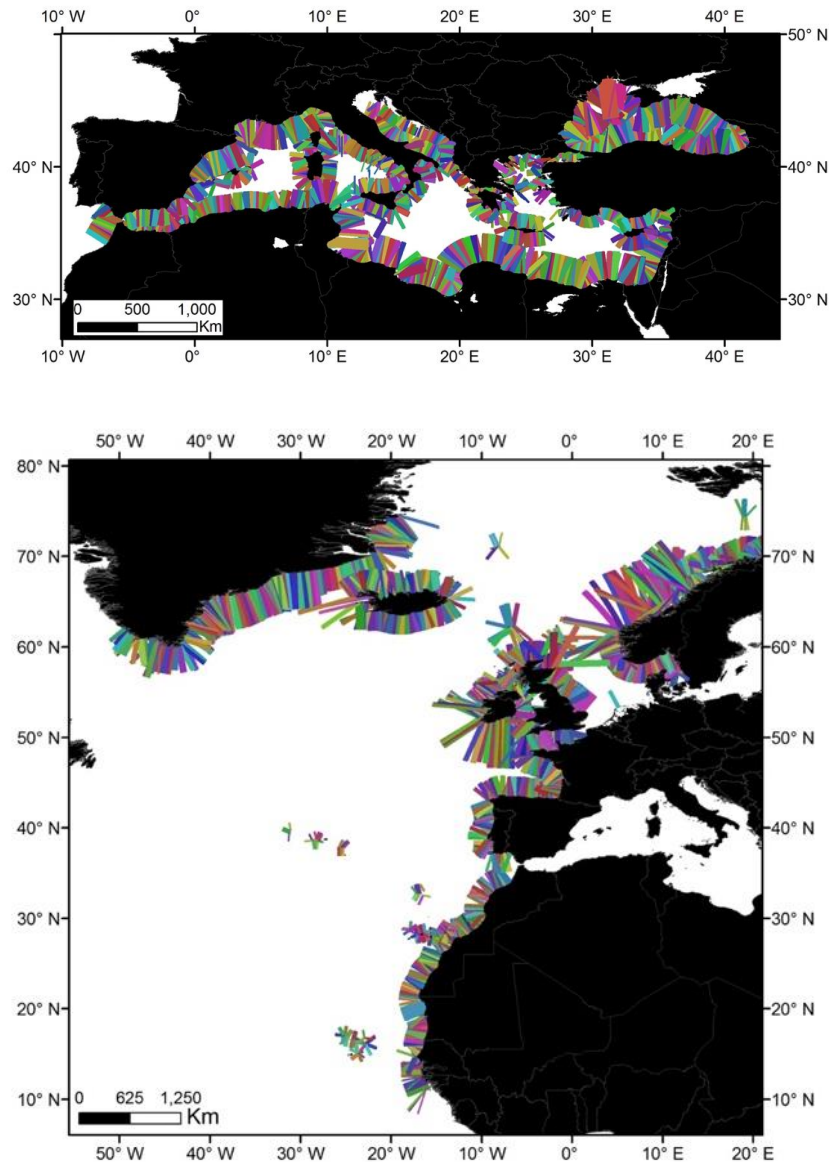 10° W 0° 10° E 20° E 30° E 40° E
50° N
40° N 40° N
30° N 30° N
0 500 1,000
Km
10° W 0° 10° E 20° E 30° E 40° E
50° W 40° W 30° W 20° W 10° W 0° 10° E 20° E
80° N
70° N 70° N
60° N 60° N
50° N 50° N
40° N 40° N
30° N 30° N
20° N 20° N
10° N 10° N
0 625 1,250
Km
50° W 40° W 30° W 20° W 10° W 0° 10° E 20° E